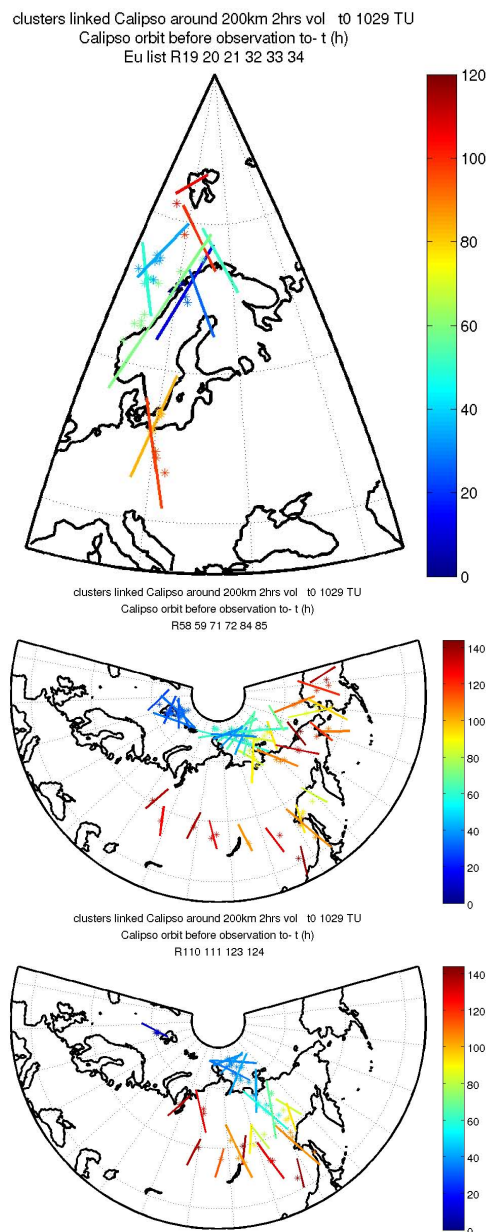 clusters linked Calipso around 200km 2hrs vol t0 1029 TU
Calipso orbit before observation to- t (h)
Eu list R19 20 21 32 33 34
120
100
80
60
40
20
0
clusters linked Calipso around 200km 2hrs vol t0 1029 TU
Calipso orbit before observation to- t (h)
R58 59 71 72 84 85
140
120
100
80
60
40
20
0
clusters linked Calipso around 200km 2hrs vol t0 1029 TU
Calipso orbit before observation to- t (h)
R110 111 123 124
140
120
100
80
60
40
20
0